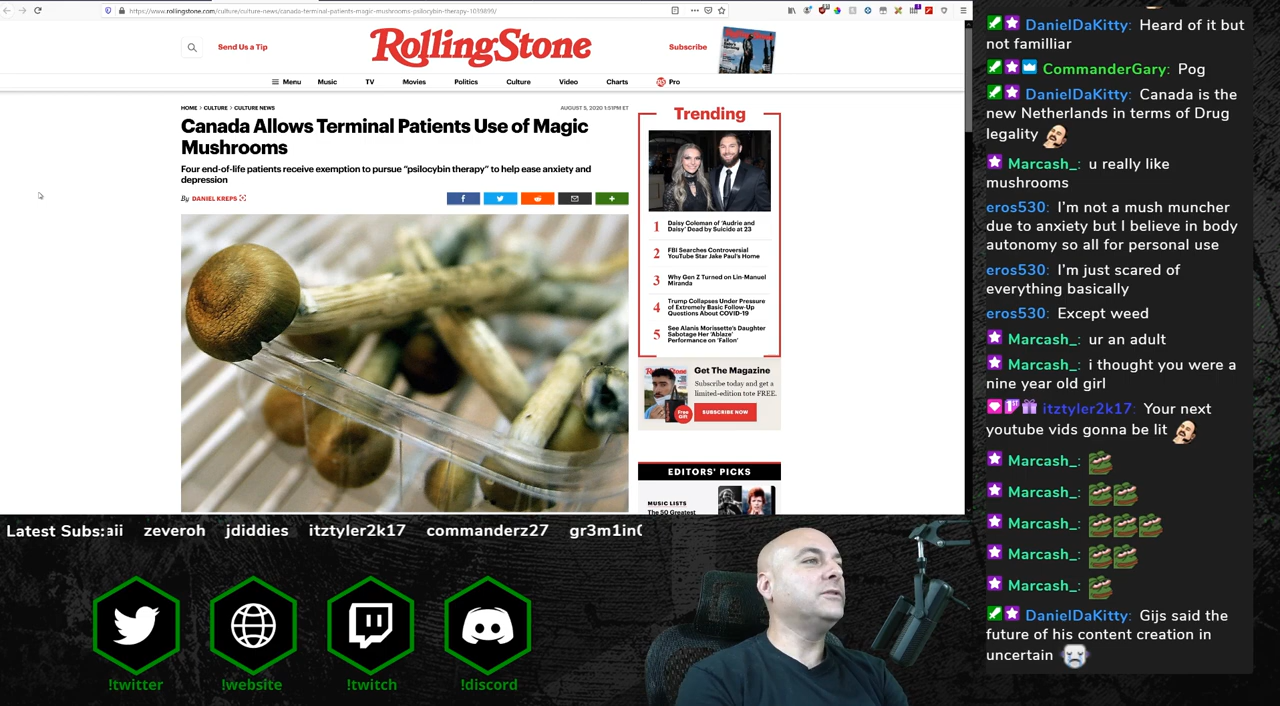 https://www.rollingstone.com/culture/culture-news/canada-terminal-patients-magic-mushrooms-psilocybin-therapy-1039899/
Send Us a Tip
RollingStone
Subscribe
Menu
Music
TV
Movies
Politics
Culture
Video
Charts
Pro
HOME > CULTURE > CULTURE NEWS
AUGUST 5, 2020 1:51PM ET
Canada Allows Terminal Patients Use of Magic
Mushrooms
Four end-of-life patients receive exemption to pursue "psilocybin therapy" to help ease anxiety and
depression
By DANIEL KREPS
Trending
1 Daisy Coleman of 'Audrie and
Daisy' Dead by Suicide at 23
2 FBI Searches Controversial
YouTube Star Jake Paul's Home
3 Why Gen Z Turned on Lin-Manuel
Miranda
4 Trump Collapses Under Pressure
of Extremely Basic Follow-Up
Questions About COVID-19
5 See Alanis Morissette's Daughter
Sabotage Her 'Ablaze'
Performance on 'Fallon'
Get The Magazine
Subscribe today and get a
limited-edition tote FREE.
Free
Gift
SUBSCRIBE NOW
EDITORS' PICKS
MUSIC LISTS
The 50 Greatest
Latest Subs: aii zeveroh jdiddies itztyler2k17 commanderz27 gr3m1in
!twitter
!website
!twitch
!discord
DanielDaKitty: Heard of it but
not familliar
CommanderGary: Pog
DanielDaKitty: Canada is the
new Netherlands in terms of Drug
legality
Marcash_: u really like
mushrooms
eros530: I'm not a mush muncher
due to anxiety but I believe in body
autonomy so all for personal use
eros530: I'm just scared of
everything basically
eros530: Except weed
Marcash_: ur an adult
Marcash_: i thought you were a
nine year old girl
itztyler2k17: Your next
youtube vids gonna be lit
Marcash_:
Marcash_:
Marcash_:
Marcash_:
Marcash_:
DanielDaKitty: Gijs said the
future of his content creation in
uncertain